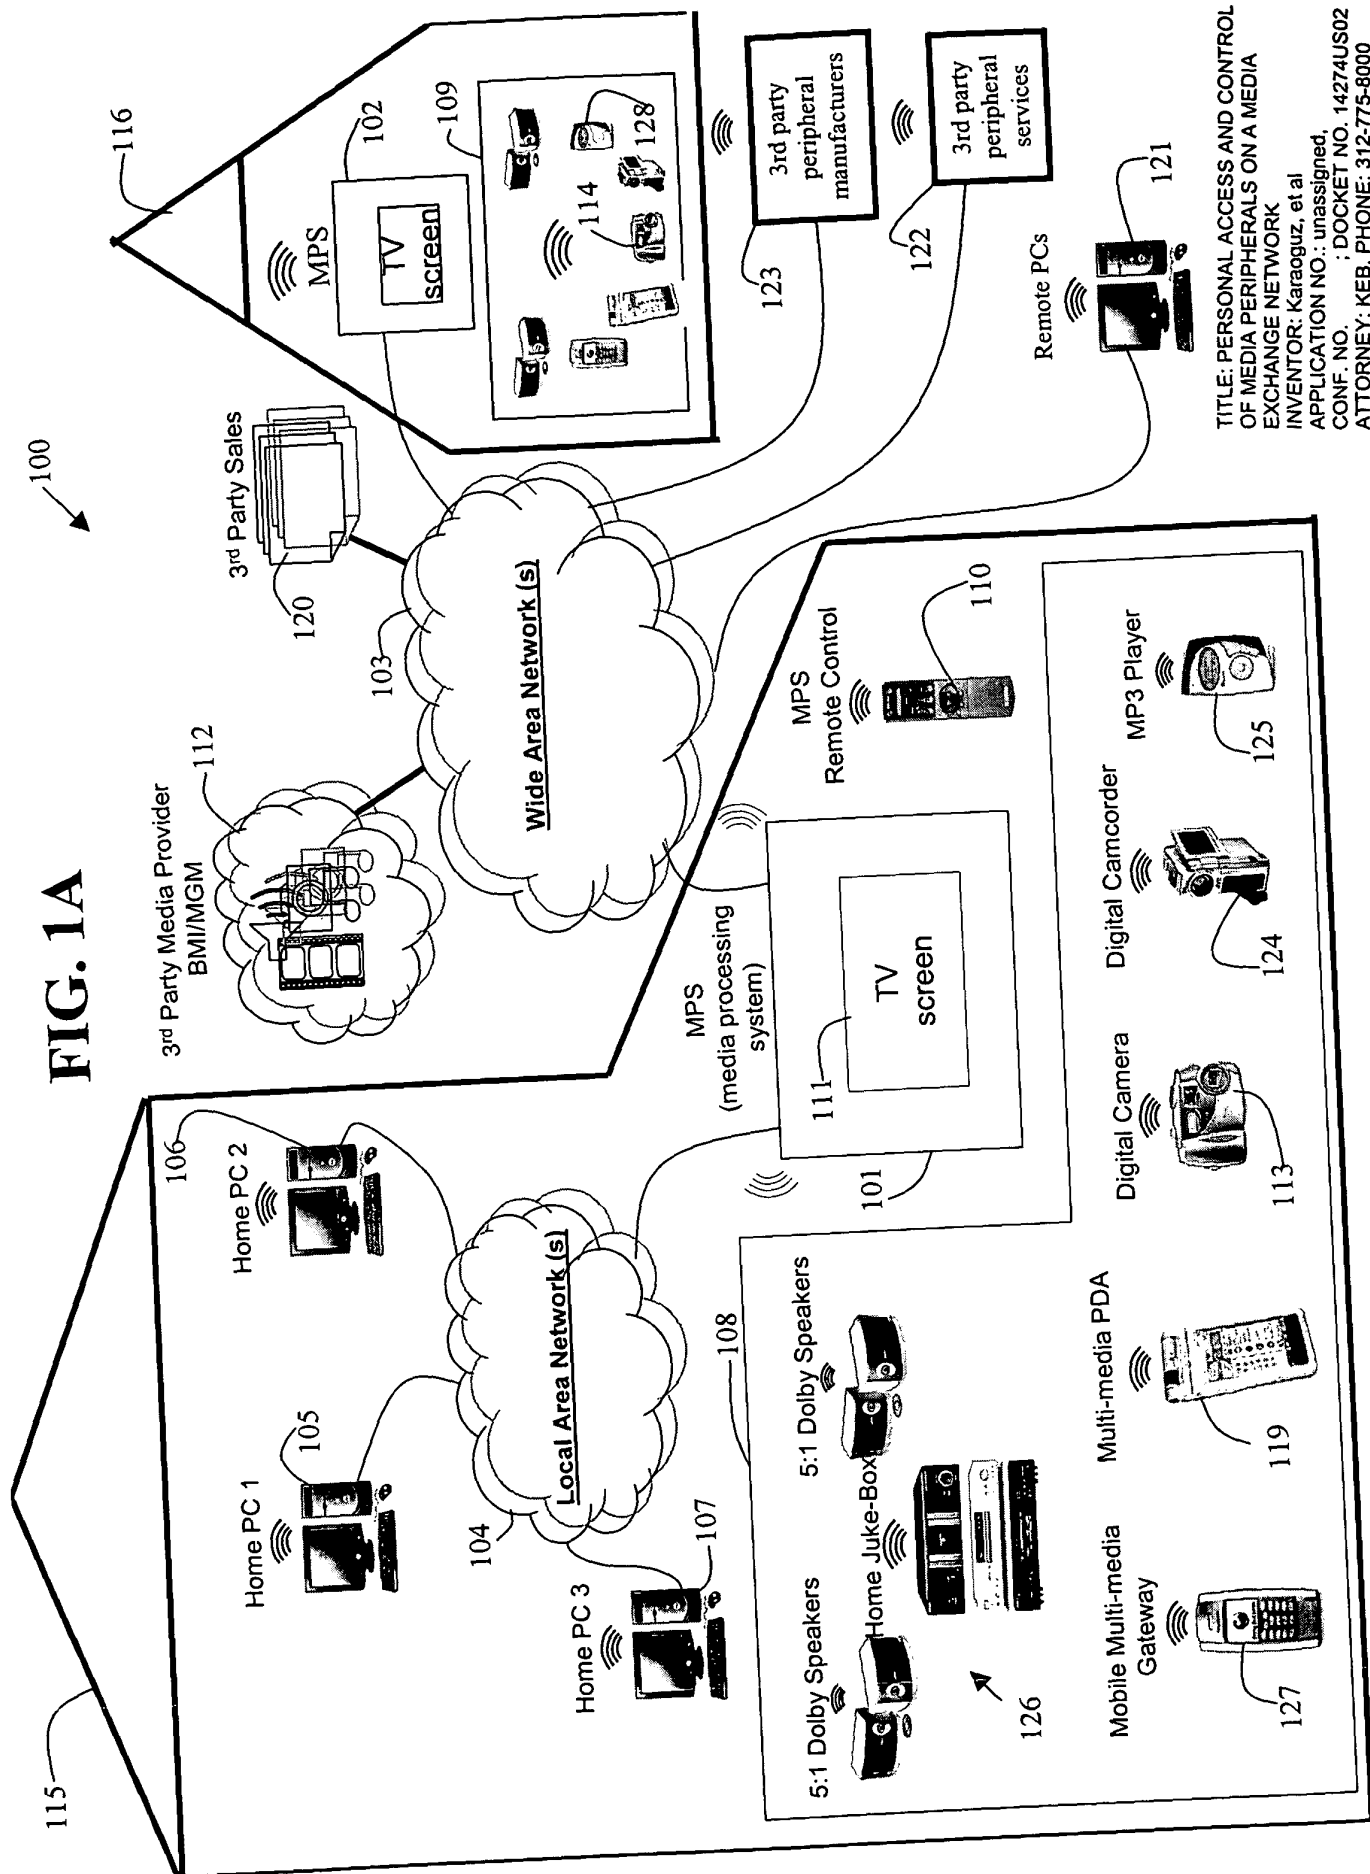 FIG. 1A
100
115
Home PC 1
105
Home PC 2
106
Home PC 3
107
104
Local Area Network (s)
3rd Party Media Provider
BMI/MGM
112
3rd Party Sales
120
103
Wide Area Network (s)
116
MPS
102
TV
screen
109
114
128
3rd party
peripheral
manufacturers
123
3rd party
peripheral
services
122
Remote PCs
121
MPS
(media processing
system)
111
TV
screen
101
MPS
Remote Control
110
108
5:1 Dolby Speakers
Home Juke-Box
5:1 Dolby Speakers
126
Mobile Multi-media
Gateway
127
Multi-media PDA
119
Digital Camera
113
Digital Camcorder
124
MP3 Player
125
TITLE: PERSONAL ACCESS AND CONTROL
OF MEDIA PERIPHERALS ON A MEDIA
EXCHANGE NETWORK
INVENTOR: Karaoguz, et al
APPLICATION NO.: unassigned,
CONF. NO. ; DOCKET NO. 14274US02
ATTORNEY: KEB, PHONE: 312-775-8000